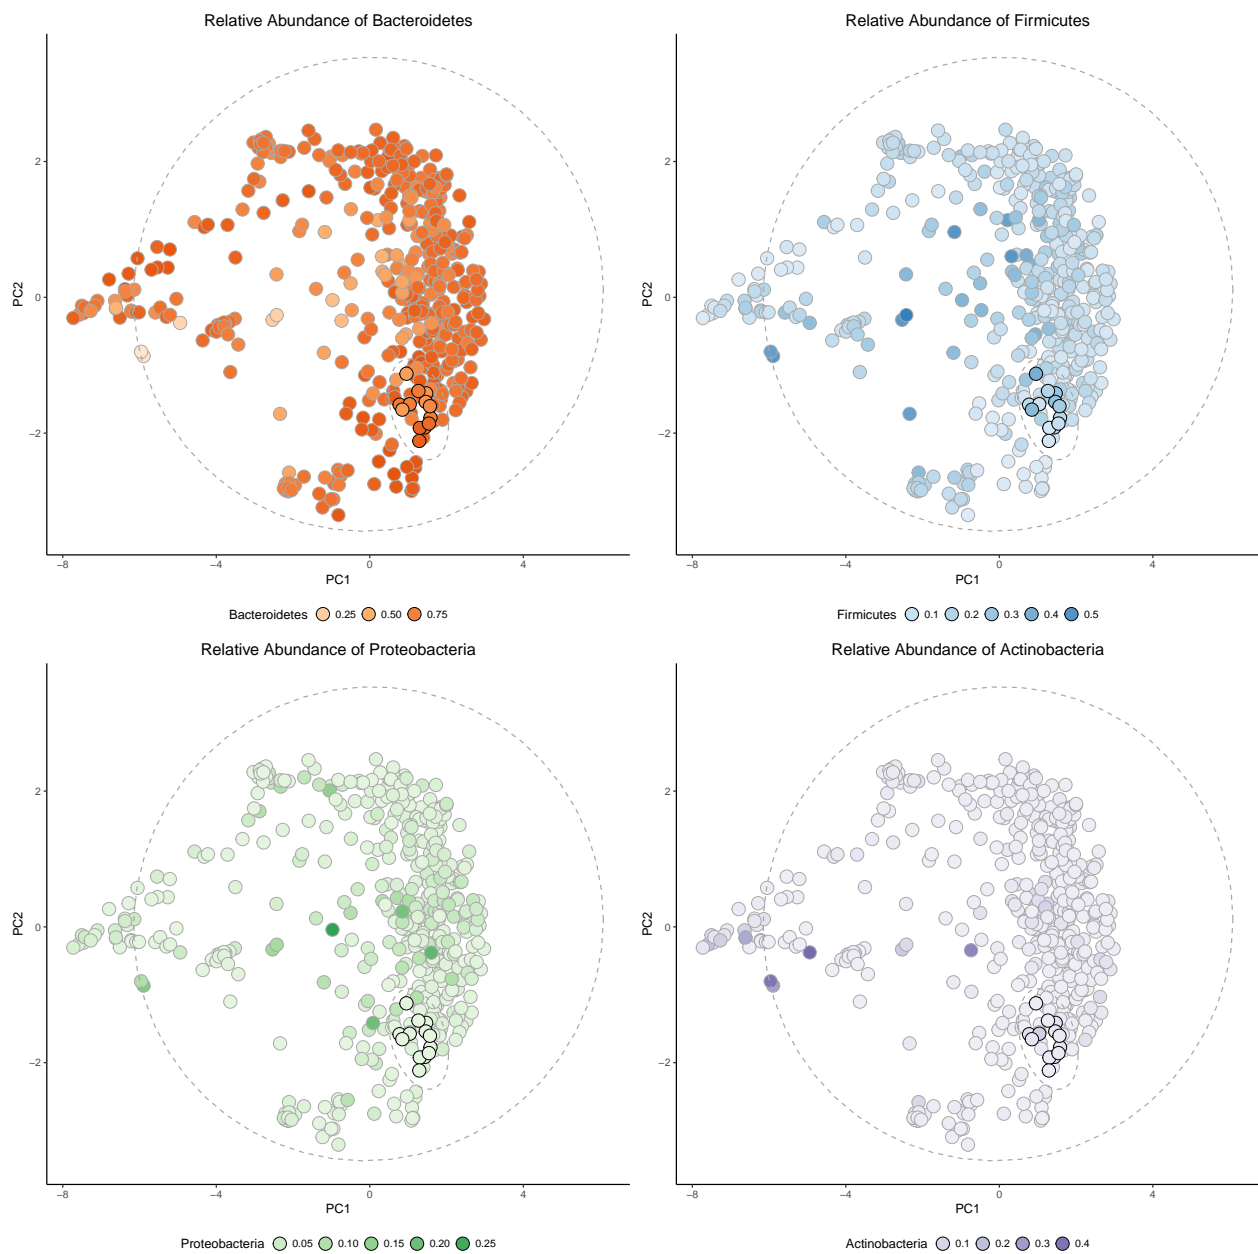 Relative Abundance of Bacteroidetes
PC2
2
0
−2
−8
−4
0
4
PC1
Bacteroidetes 0.25 0.50 0.75
Relative Abundance of Firmicutes
PC2
2
0
−2
−8
−4
0
4
PC1
Firmicutes 0.1 0.2 0.3 0.4 0.5
Relative Abundance of Proteobacteria
PC2
2
0
−2
−8
−4
0
4
PC1
Proteobacteria 0.05 0.10 0.15 0.20 0.25
Relative Abundance of Actinobacteria
PC2
2
0
−2
−8
−4
0
4
PC1
Actinobacteria 0.1 0.2 0.3 0.4